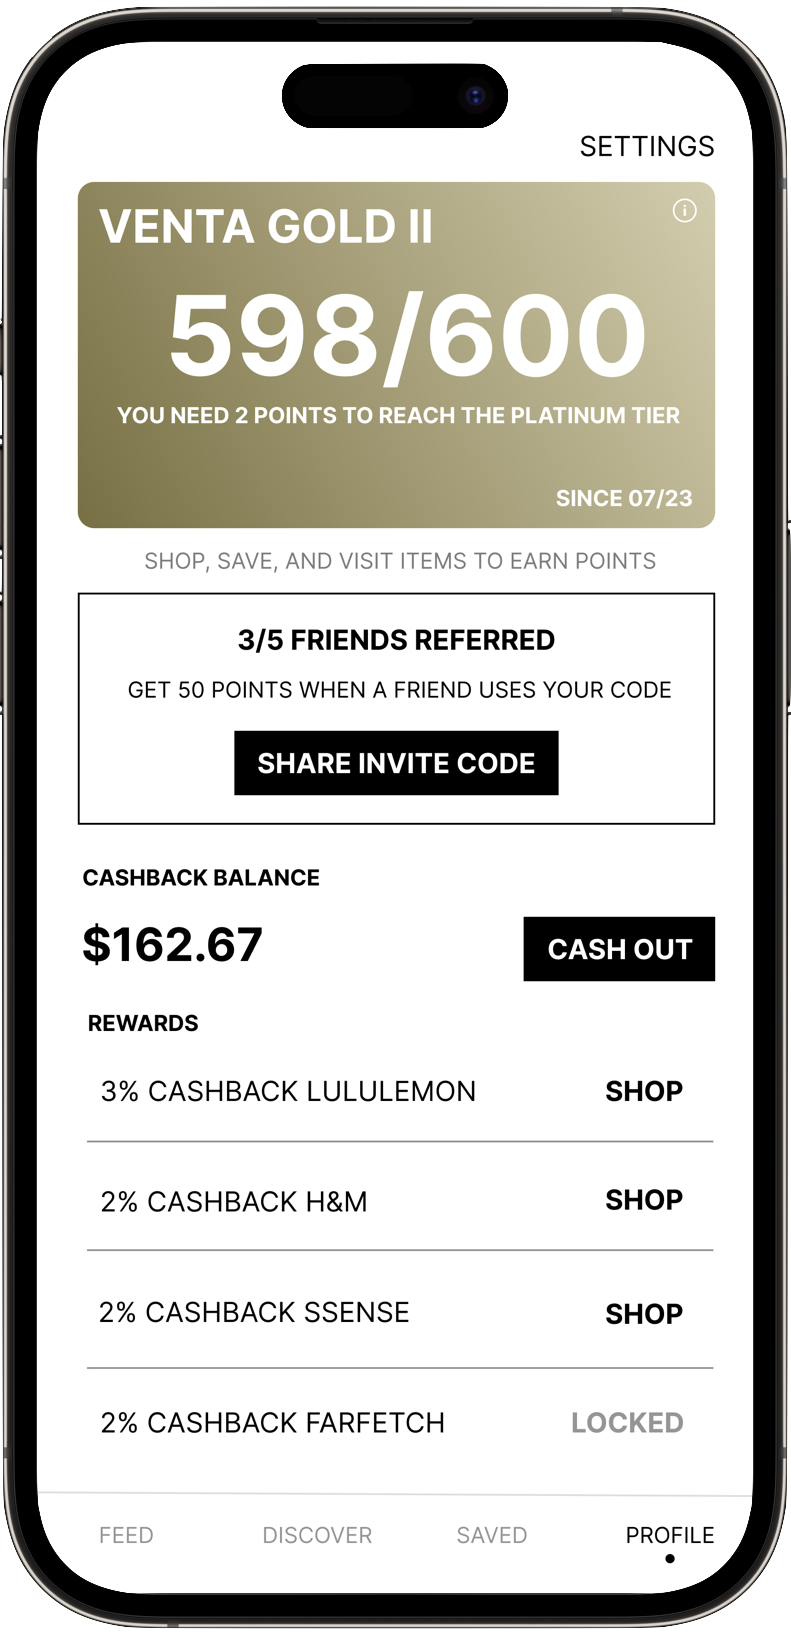 SETTINGS
VENTA GOLD II
598/600
YOU NEED 2 POINTS TO REACH THE PLATINUM TIER
SINCE 07/23
SHOP, SAVE, AND VISIT ITEMS TO EARN POINTS
3/5 FRIENDS REFERRED
GET 50 POINTS WHEN A FRIEND USES YOUR CODE
SHARE INVITE CODE
CASHBACK BALANCE
$162.67 CASH OUT
REWARDS
3% CASHBACK LULULEMON SHOP
2% CASHBACK H&M SHOP
2% CASHBACK SSENSE SHOP
2% CASHBACK FARFETCH LOCKED
FEED DISCOVER SAVED PROFILE